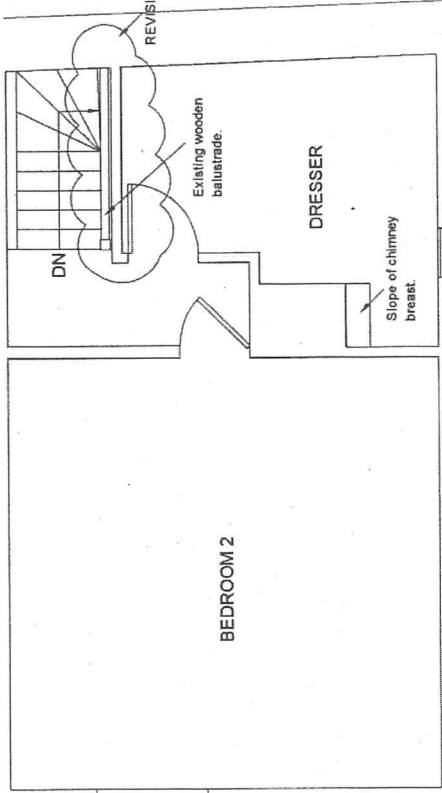 REVISI
DN
Existing wooden
balustrade.
DRESSER
Slope of chimney
breast.
BEDROOM 2